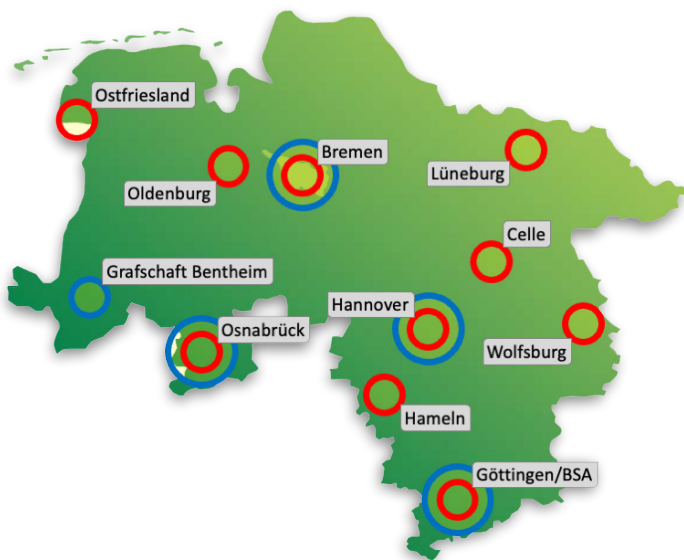 Ostfriesland
Bremen
Lüneburg
Oldenburg
Celle
Grafschaft Bentheim
Hannover
Osnabrück
Wolfsburg
Hameln
Göttingen/BSA